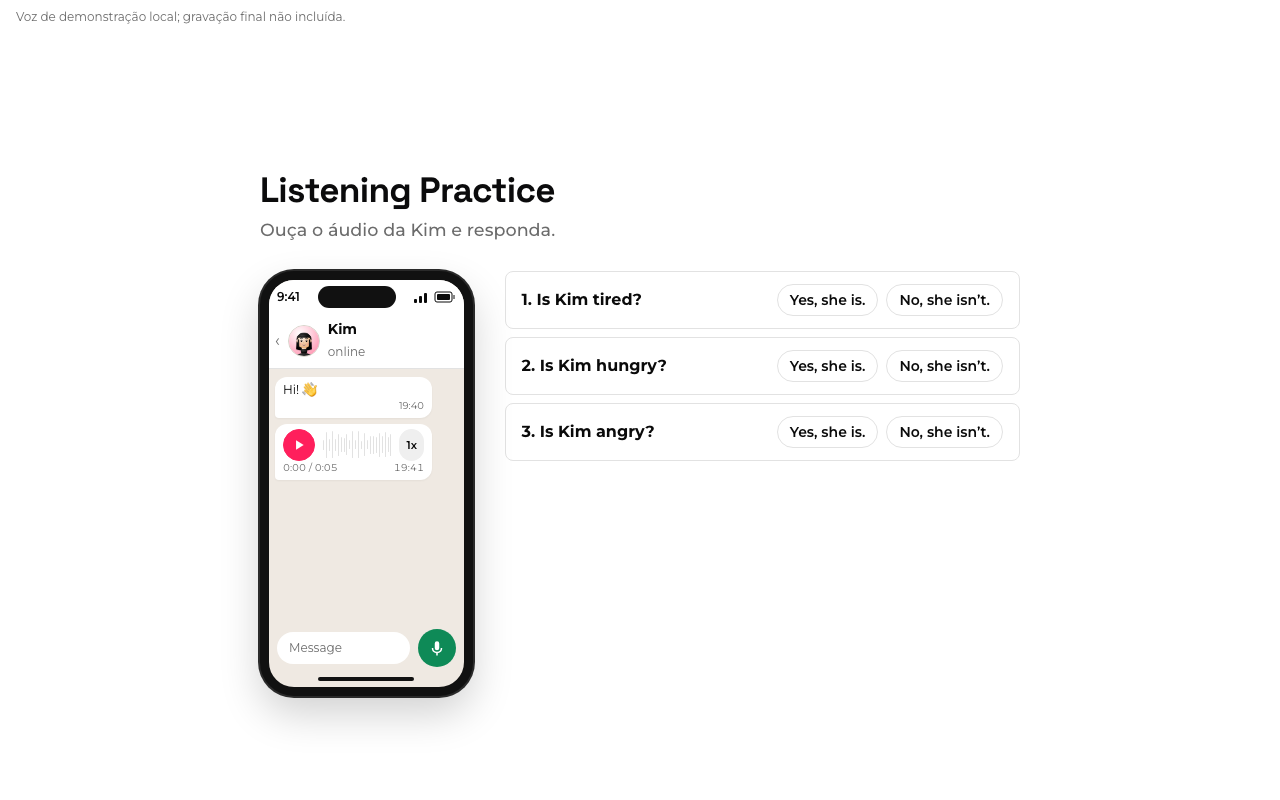 Voz de demonstração local; gravação final não incluída.
Listening Practice
Ouça o áudio da Kim e responda.
9:41
Kim
online
Hi! 👋
19:40
1x
0:00 / 0:05 19:41
Message
1. Is Kim tired? Yes, she is. No, she isn’t.
2. Is Kim hungry? Yes, she is. No, she isn’t.
3. Is Kim angry? Yes, she is. No, she isn’t.